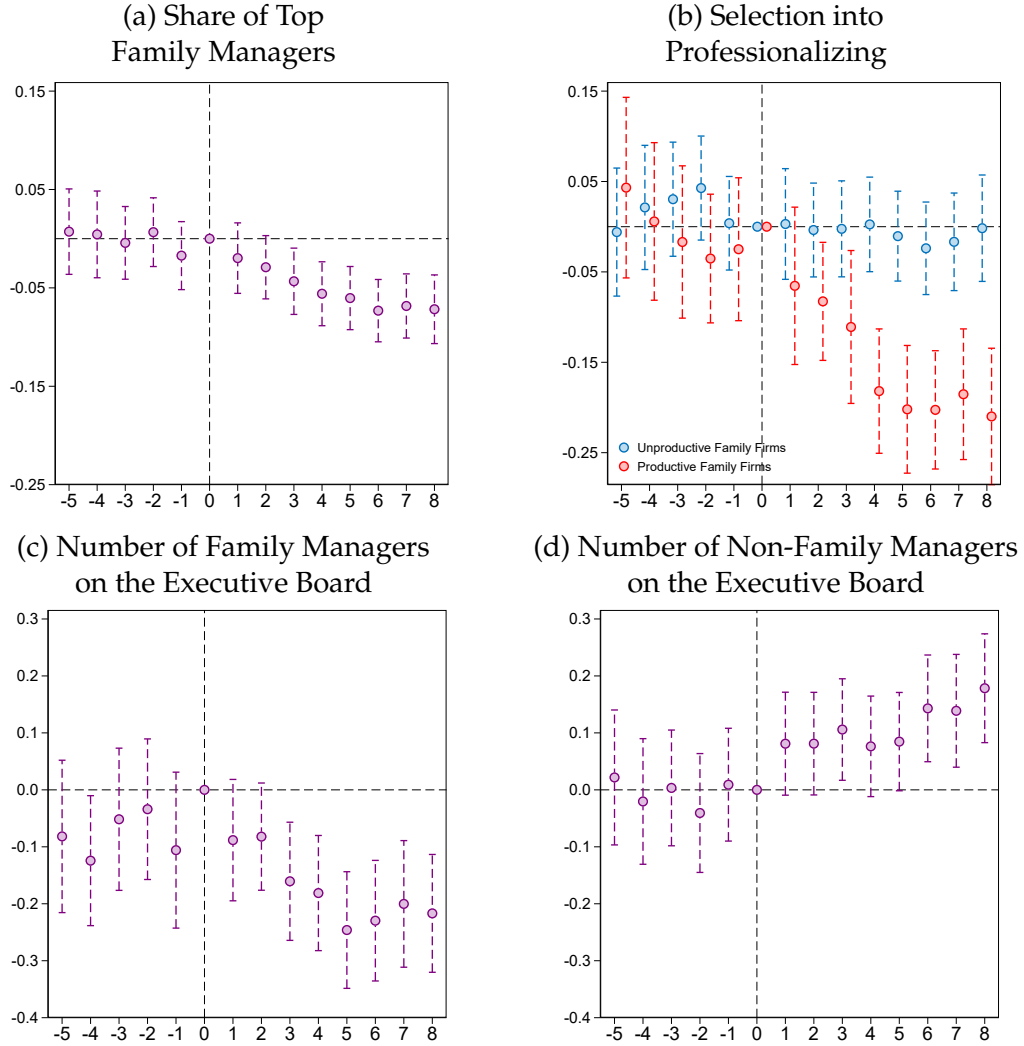 (a) Share of Top
Family Managers
0.15
0.05
-0.05
-0.15
-0.25
-5 -4 -3 -2 -1 0 1 2 3 4 5 6 7 8
(b) Selection into
Professionalizing
0.15
0.05
-0.05
-0.15
-0.25
Unproductive Family Firms
Productive Family Firms
-5 -4 -3 -2 -1 0 1 2 3 4 5 6 7 8
(c) Number of Family Managers
on the Executive Board
0.3
0.2
0.1
0.0
-0.1
-0.2
-0.3
-0.4
-5 -4 -3 -2 -1 0 1 2 3 4 5 6 7 8
(d) Number of Non-Family Managers
on the Executive Board
0.3
0.2
0.1
0.0
-0.1
-0.2
-0.3
-0.4
-5 -4 -3 -2 -1 0 1 2 3 4 5 6 7 8